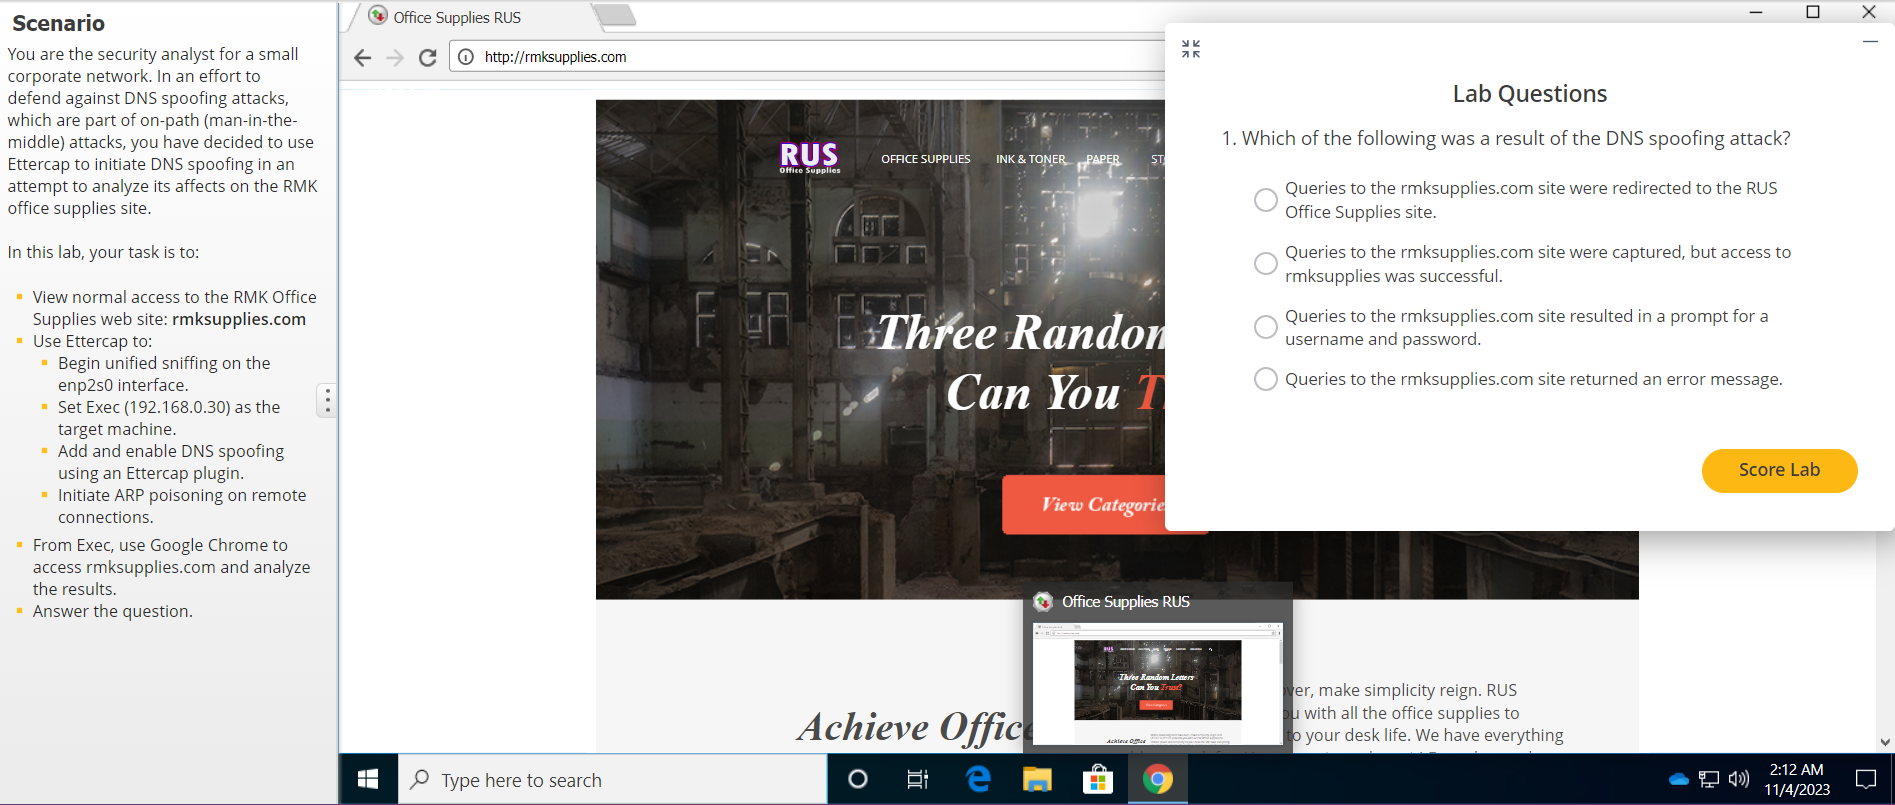 Scenario
You are the security analyst for a small
corporate network. In an effort to
defend against DNS spoofing attacks,
which are part of on-path (man-in-the-
middle) attacks, you have decided to use
Ettercap to initiate DNS spoofing in an
attempt to analyze its affects on the RMK
office supplies site.
In this lab, your task is to:
View normal access to the RMK Office
Supplies web site: rmksupplies.com
Use Ettercap to:
Begin unified sniffing on the
enp2s0 interface.
Set Exec (192.168.0.30) as the
target machine.
Add and enable DNS spoofing
using an Ettercap plugin.
Initiate ARP poisoning on remote
connections.
From Exec, use Google Chrome to
access rmksupplies.com and analyze
the results.
Answer the question.
Office Supplies RUS
http://rmksupplies.com
RUS
Office Supplies
OFFICE SUPPLIES INK & TONER PAPER ST
Three Random
Can You T
View Categorie
Achieve Office
over, make simplicity reign. RUS
ou with all the office supplies to
to your desk life. We have everything
Office Supplies RUS
RUS
Three Random Letters
Can You Trust?
Achieve Office
Lab Questions
1. Which of the following was a result of the DNS spoofing attack?
Queries to the rmksupplies.com site were redirected to the RUS
Office Supplies site.
Queries to the rmksupplies.com site were captured, but access to
rmksupplies was successful.
Queries to the rmksupplies.com site resulted in a prompt for a
username and password.
Queries to the rmksupplies.com site returned an error message.
Score Lab
Type here to search
2:12 AM
11/4/2023